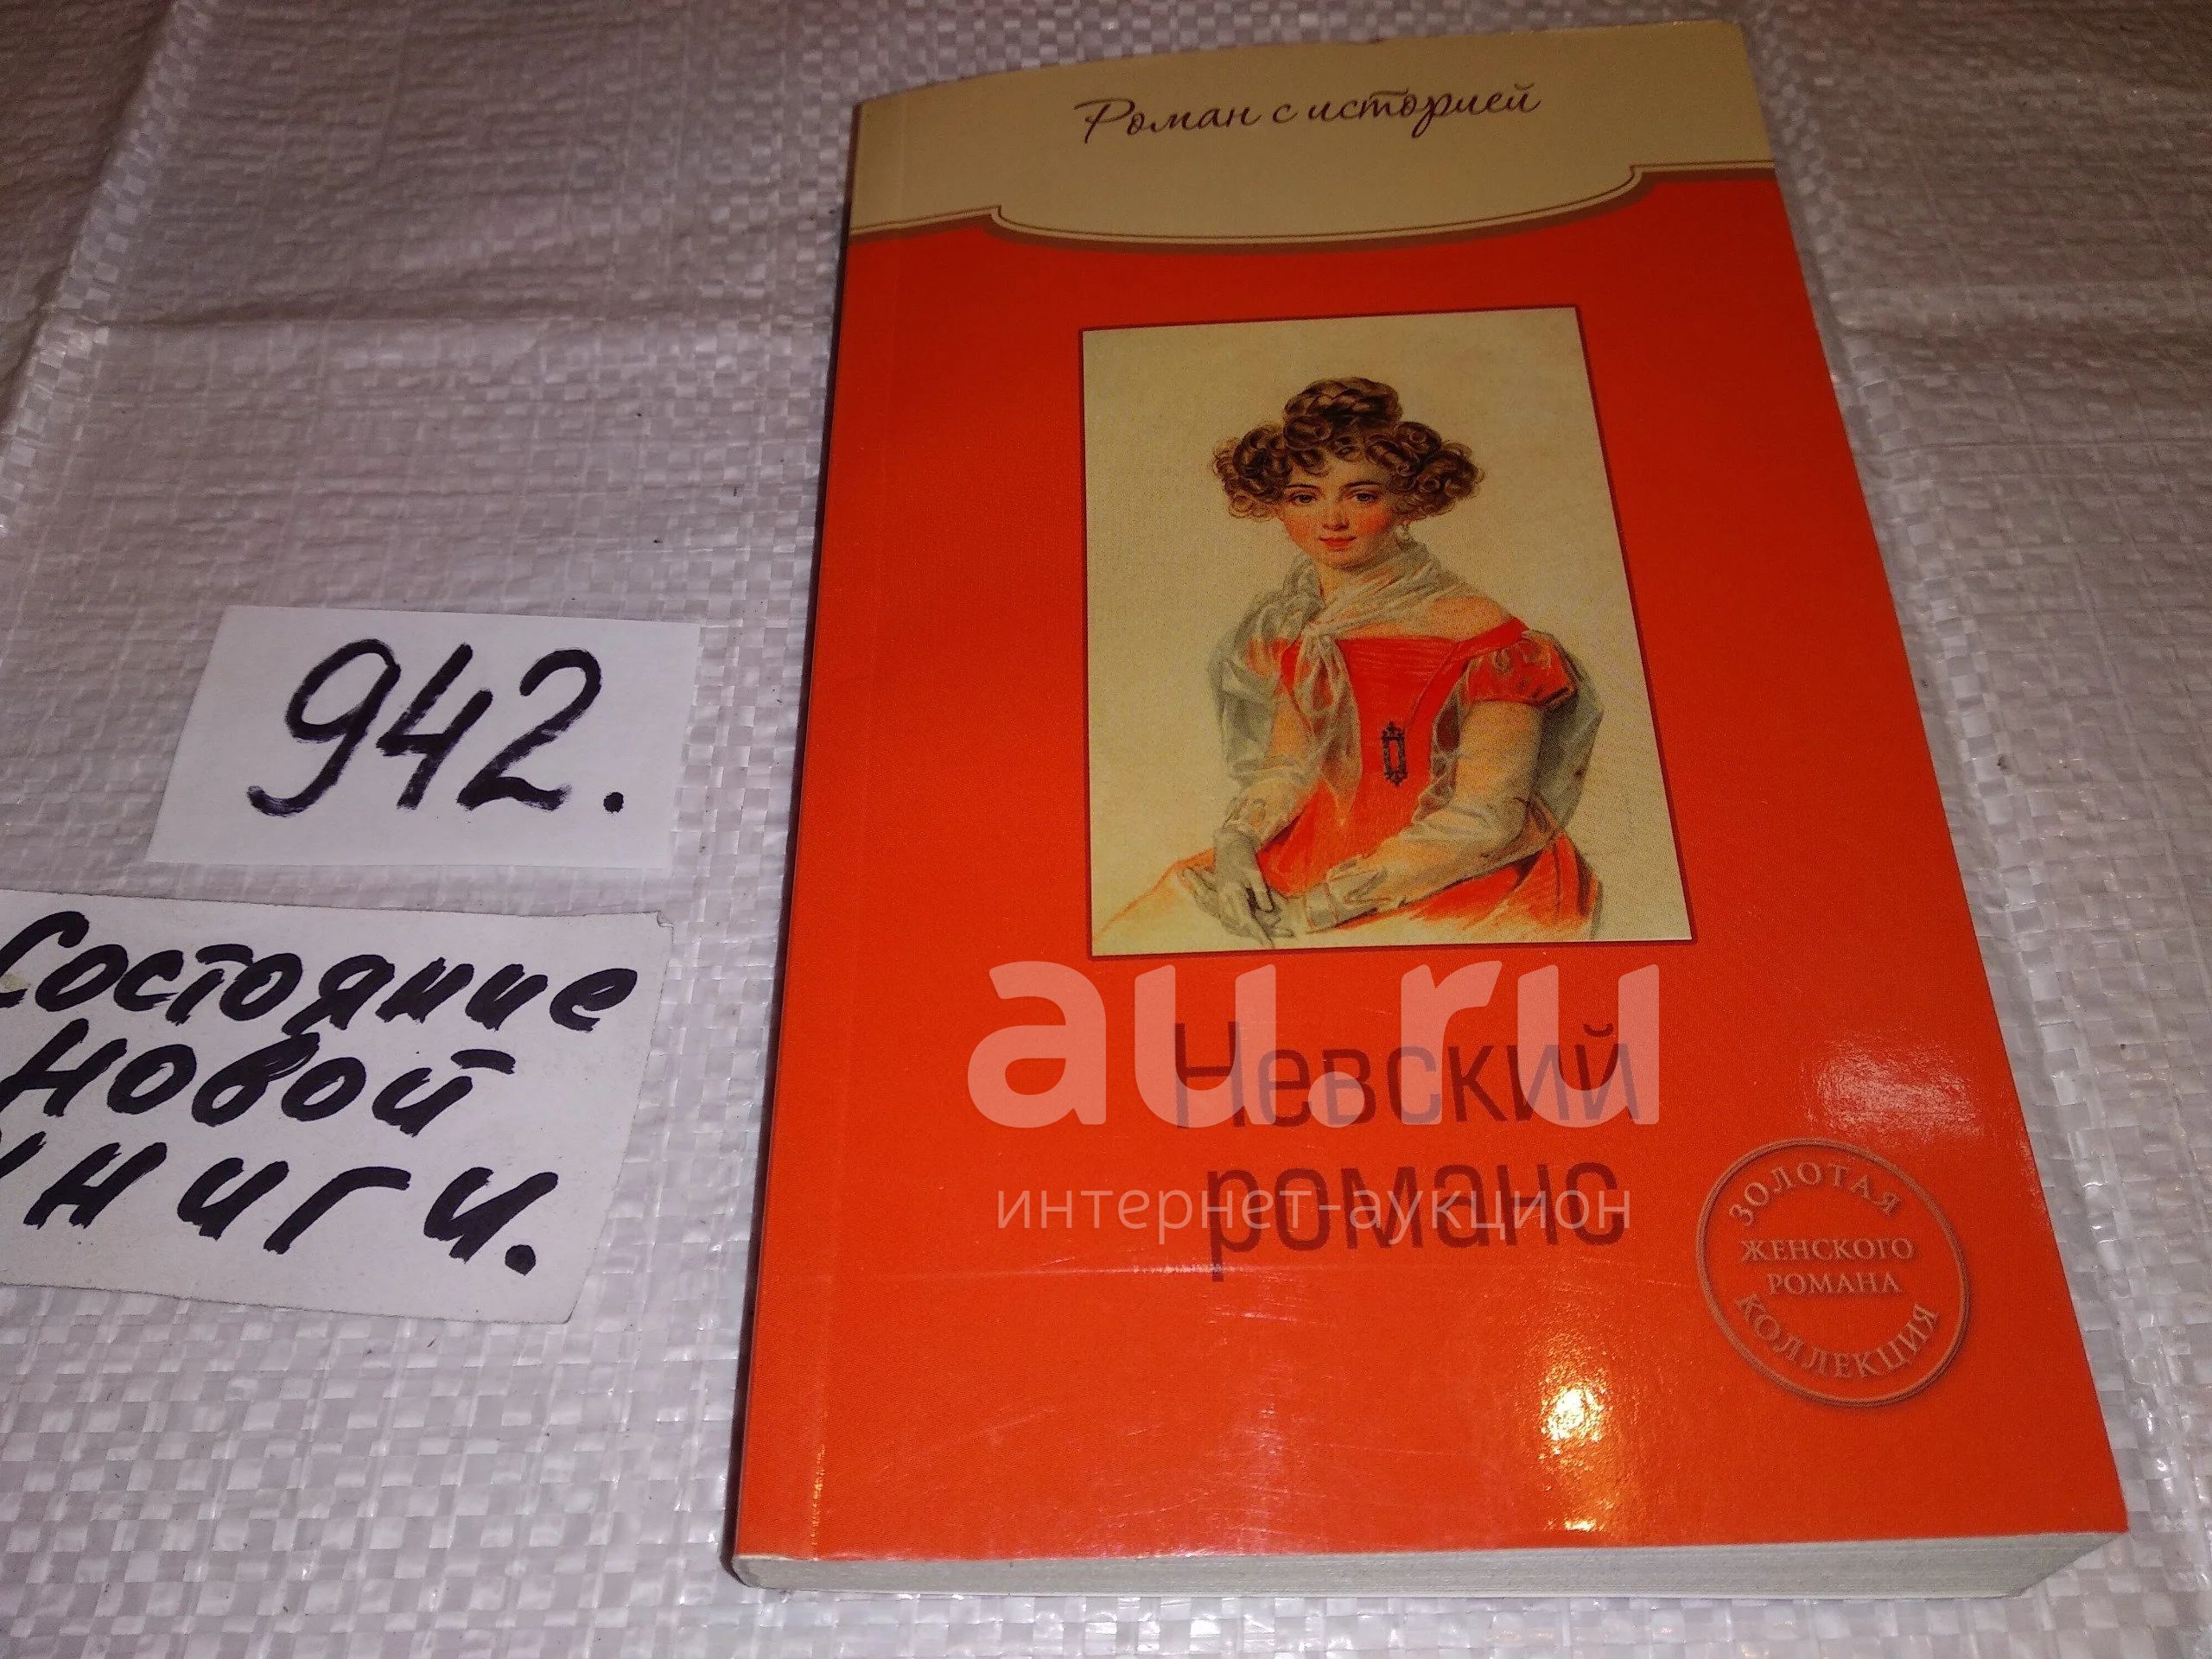 Роман с историей
942.
Состояние
новой
книги.
au.ru
Невский
романс
интернет-аукцион
ЗОЛОТАЯ
ЖЕНСКОГО
РОМАНА
КОЛЛЕКЦИЯ